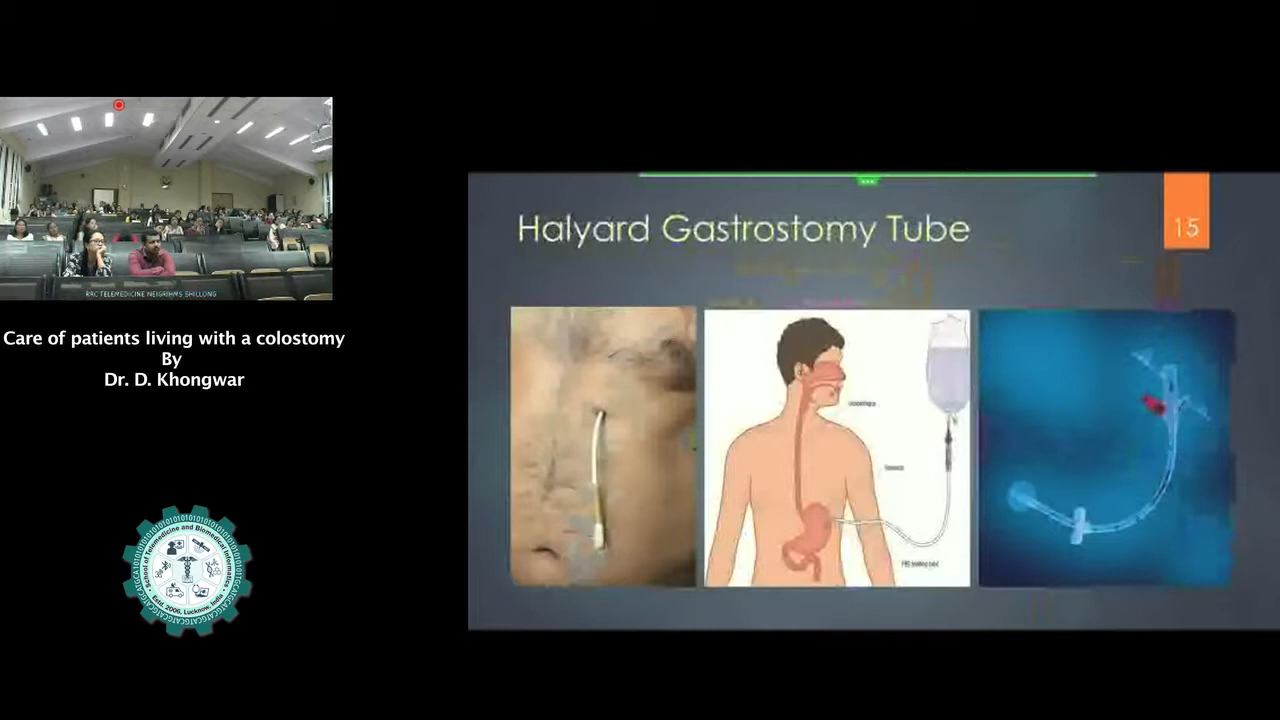 RRC TELEMEDICINE NEIGRIHMS SHILLONG
Care of patients living with a colostomy
By
Dr. D. Khongwar
School of Telemedicine and Biomedical Informatics
Estd. 2006, Lucknow, India
Halyard Gastrostomy Tube
15